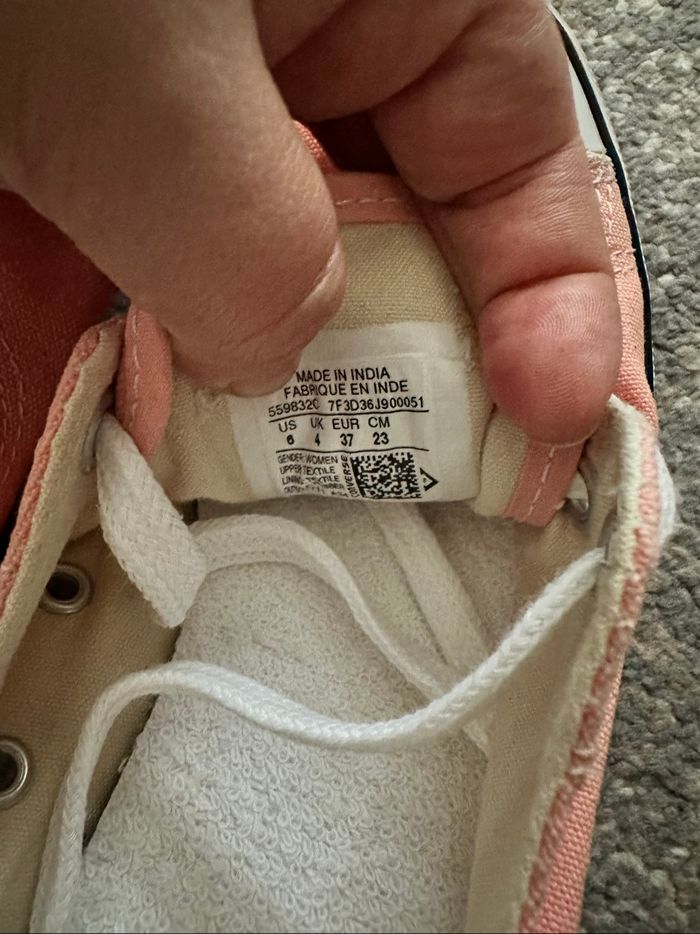 MADE IN INDIA
FABRIQUÉ EN INDE
559832C 7F3D36J900051
US UK EUR CM
6 4 37 23
GENDER:WOMEN
UPPER:TEXTILE
LINING:TEXTILE
CONVERSE